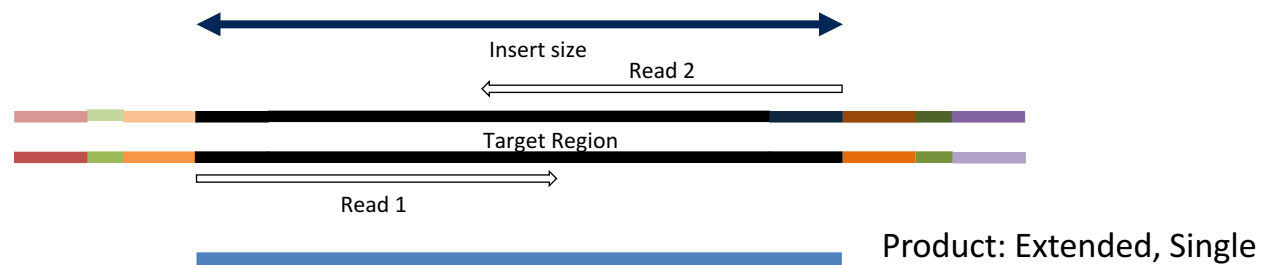 Insert size
Read 2
Target Region
Read 1
Product: Extended, Single